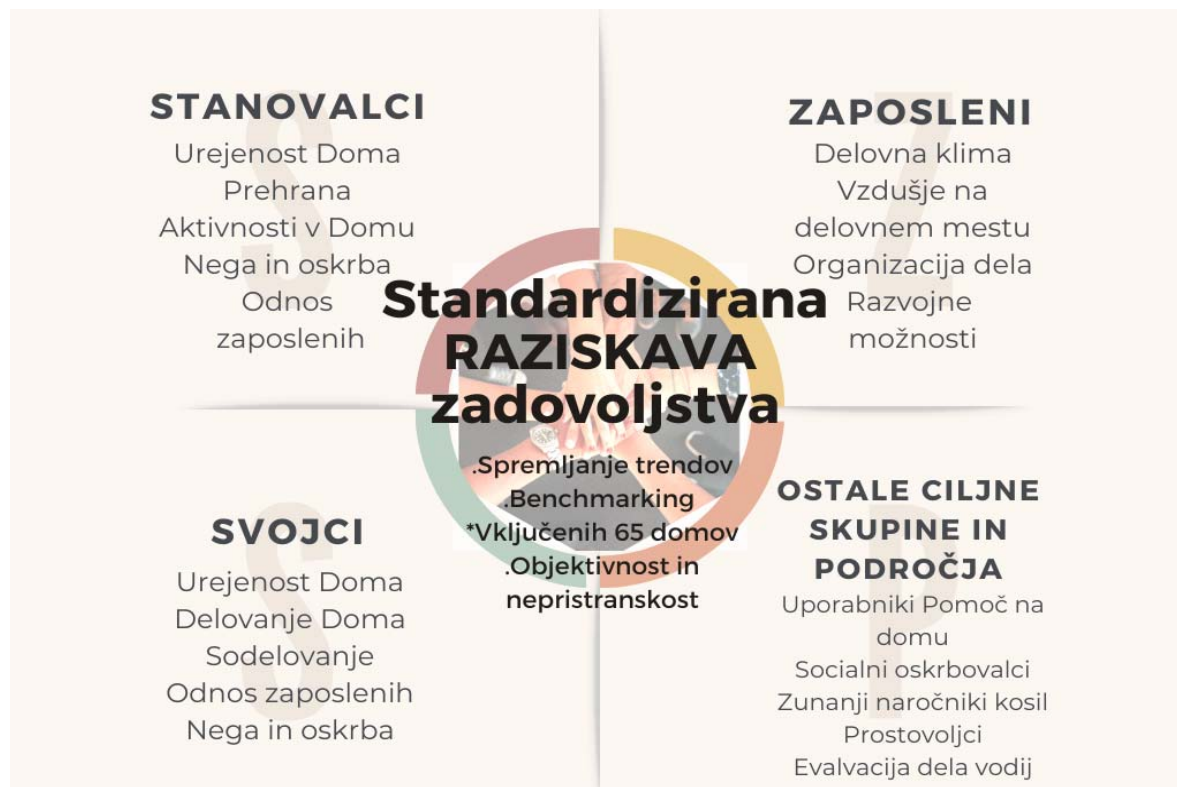 STANOVALCI
Urejenost Doma
Prehrana
Aktivnosti v Domu
Nega in oskrba
Odnos
zaposlenih
ZAPOSLENI
Delovna klima
Vzdušje na
delovnem mestu
Organizacija dela
Razvojne
možnosti
Standardizirana
RAZISKAVA
zadovoljstva
.Spremljanje trendov
.Benchmarking
*Vključenih 65 domov
.Objektivnost in
nepristranskost
SVOJCI
Urejenost Doma
Delovanje Doma
Sodelovanje
Odnos zaposlenih
Nega in oskrba
OSTALE CILJNE
SKUPINE IN
PODROČJA
Uporabniki Pomoč na
domu
Socialni oskrbovalci
Zunanji naročniki kosil
Prostovoljci
Evalvacija dela vodij
S
Z
S
P